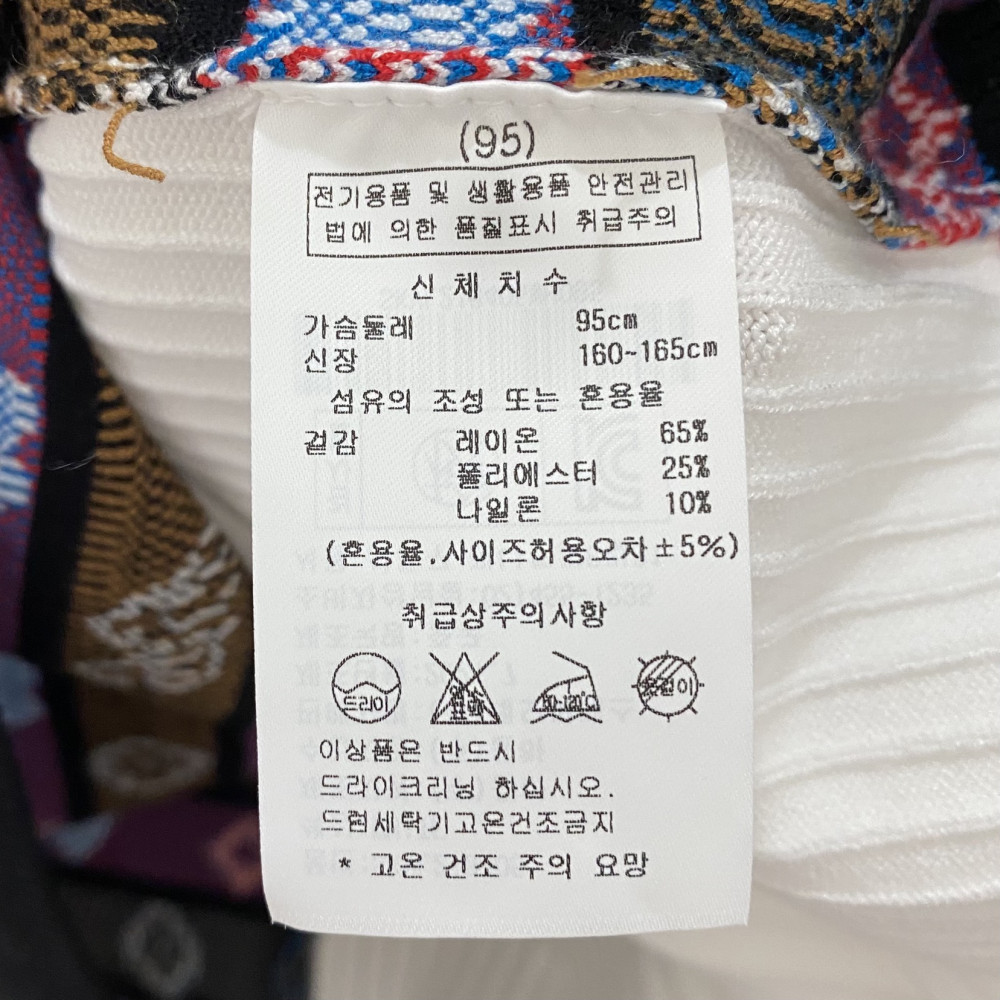 (95)
전기용품 및 생활용품 안전관리
법에 의한 품질표시 취급주의
신 체 치 수
가슴둘레 95cm
신장 160~165cm
섬유의 조성 또는 혼용율
겉감 레이온 65%
폴리에스터 25%
나일론 10%
(혼용율.사이즈허용오차±5%)
취급상주의사항
드라이 80~120℃ 옷걸이
이상품은 반드시
드라이크리닝 하십시오.
드럼세탁기고온건조금지
* 고온 건조 주의 요망